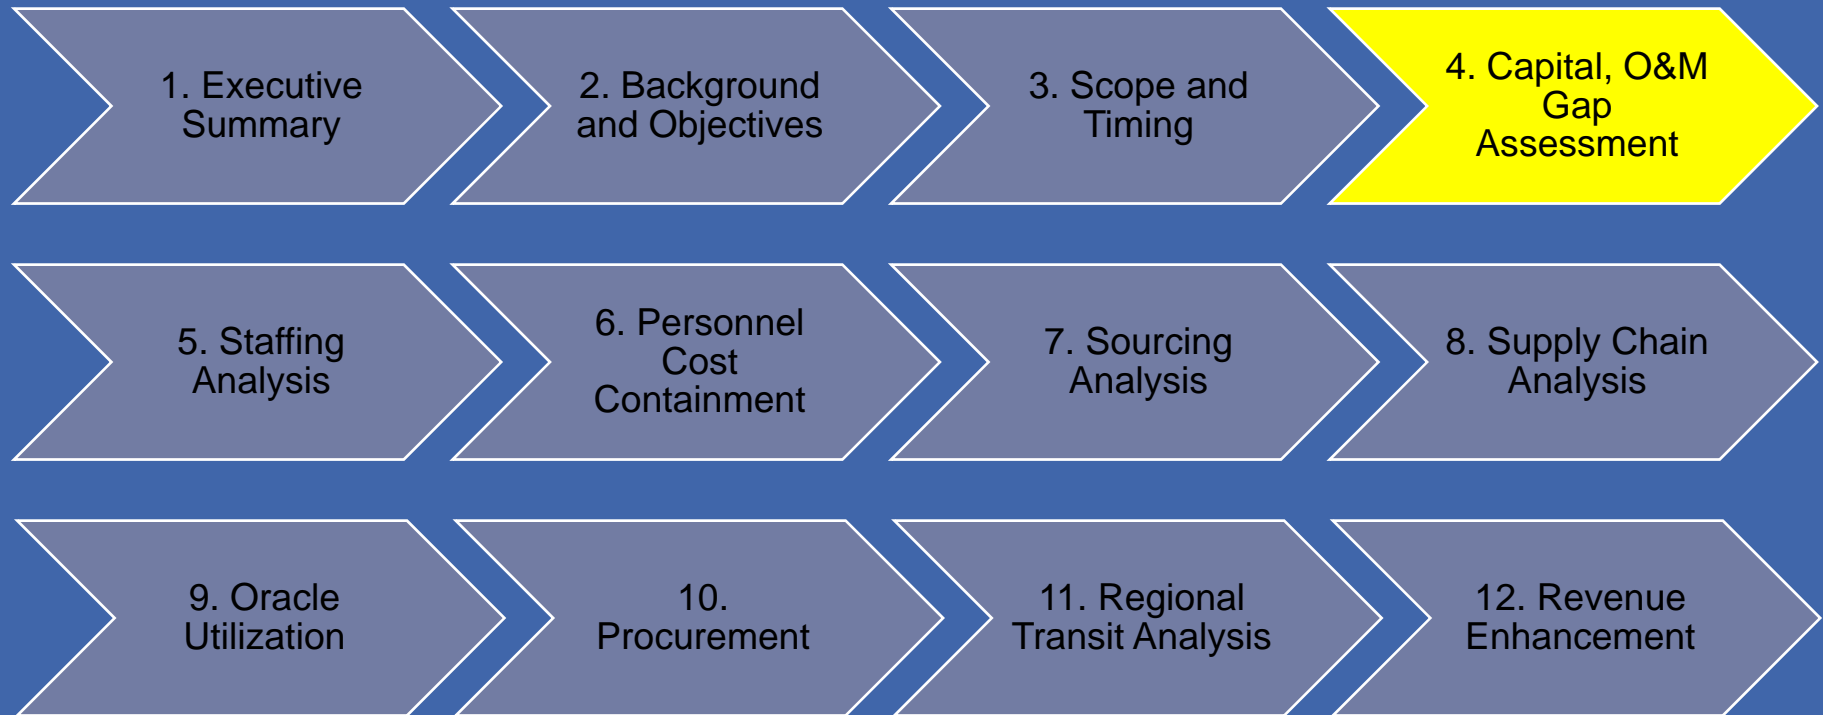 1. Executive
Summary
2. Background
and Objectives
3. Scope and
Timing
4. Capital, O&M
Gap
Assessment
5. Staffing
Analysis
6. Personnel
Cost
Containment
7. Sourcing
Analysis
8. Supply Chain
Analysis
9. Oracle
Utilization
10.
Procurement
11. Regional
Transit Analysis
12. Revenue
Enhancement